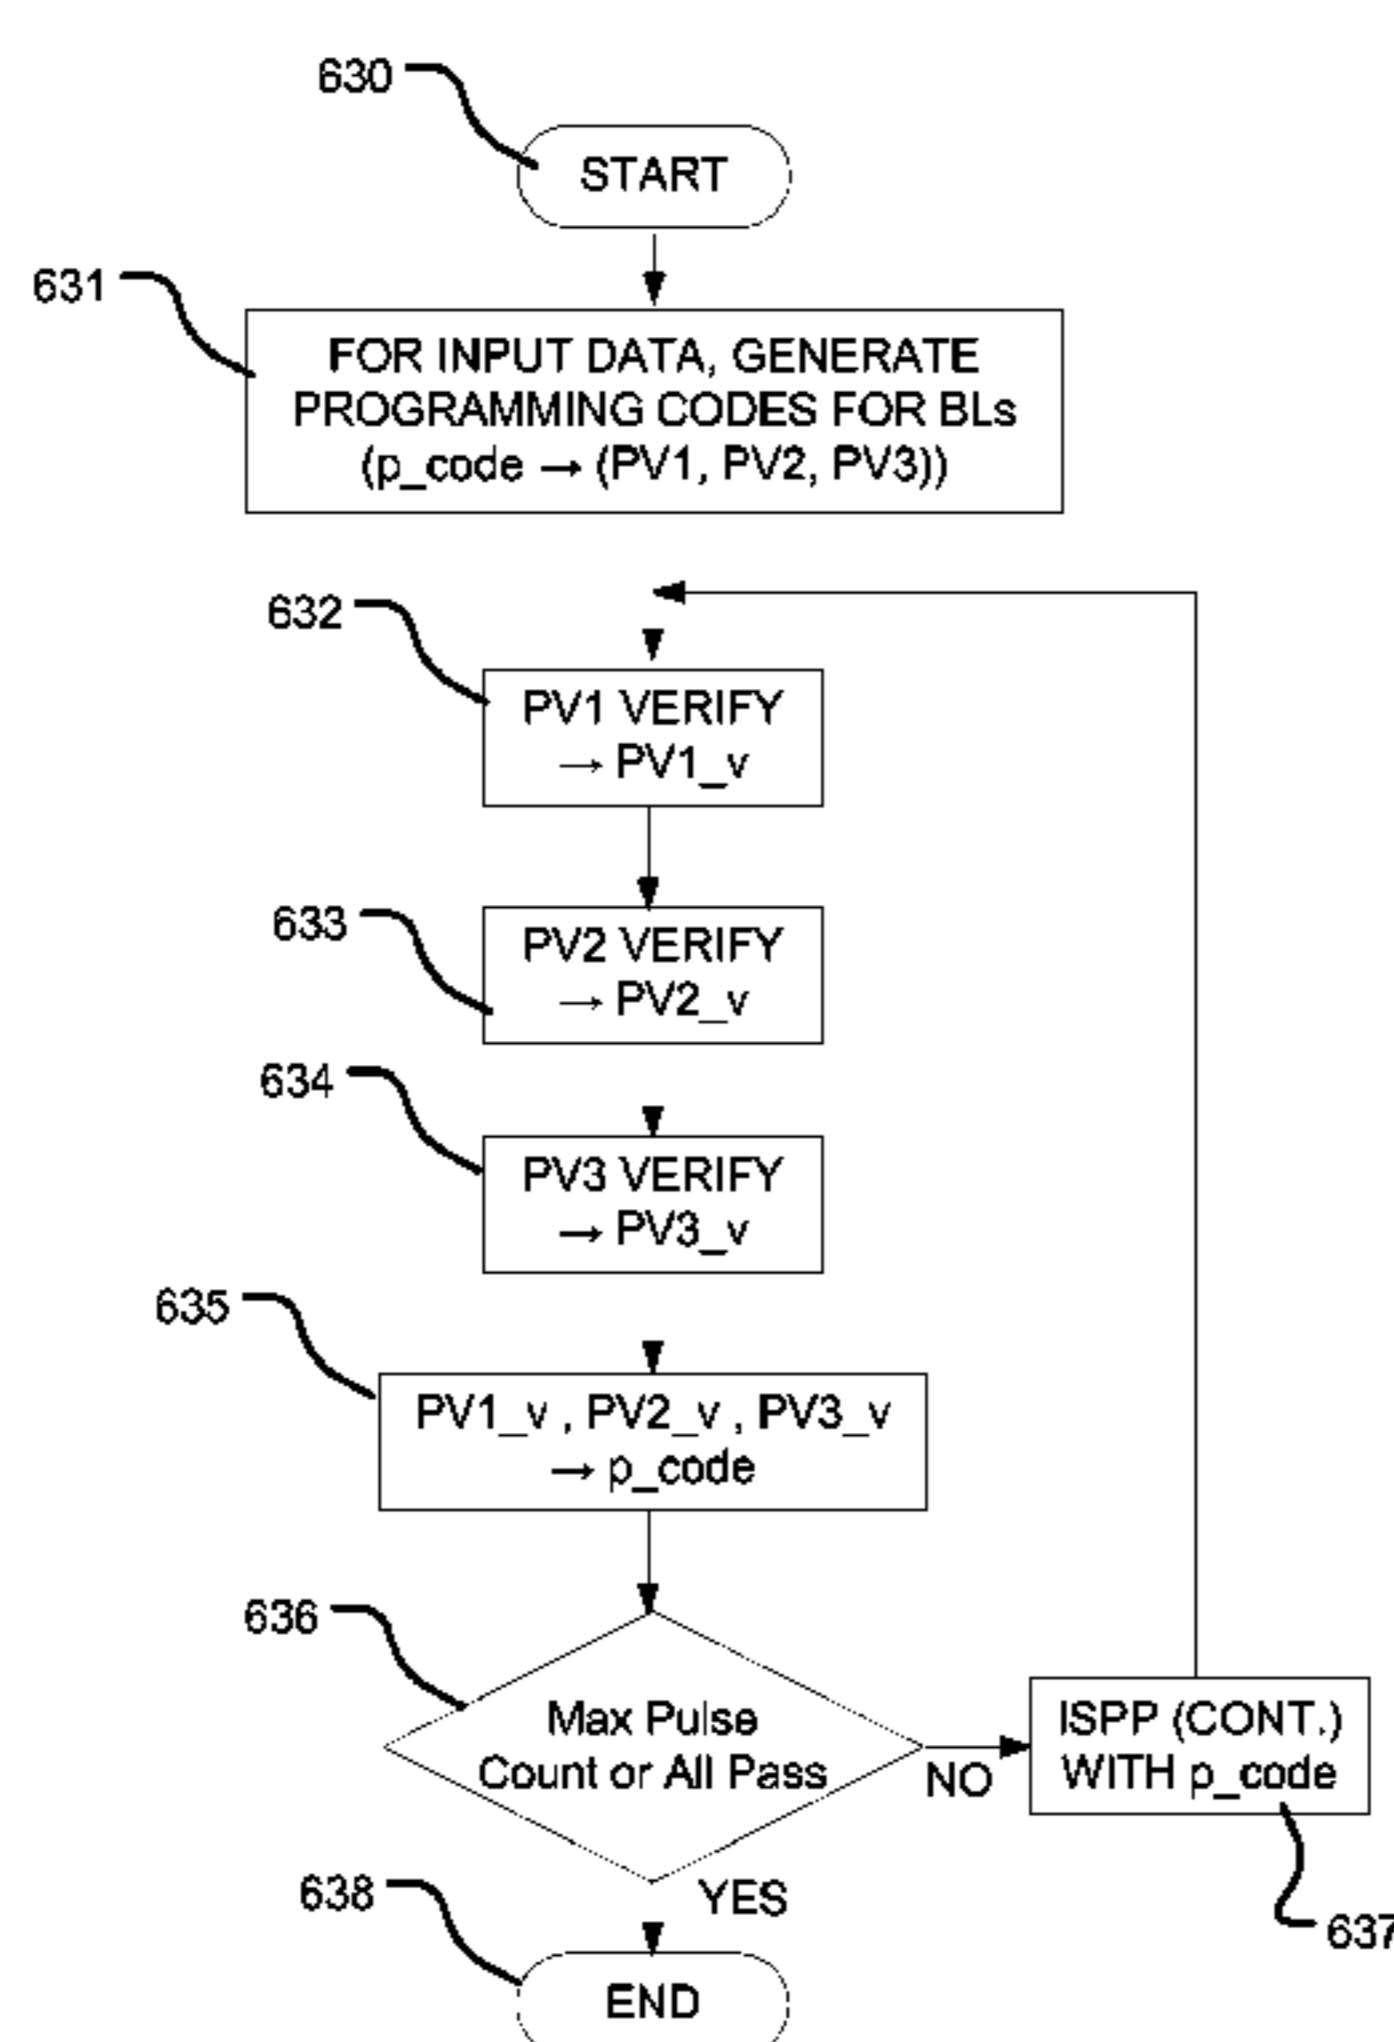 630
START
631
FOR INPUT DATA, GENERATE
PROGRAMMING CODES FOR BLs
(p_code → (PV1, PV2, PV3))
632
PV1 VERIFY
→ PV1_v
633
PV2 VERIFY
→ PV2_v
634
PV3 VERIFY
→ PV3_v
635
PV1_v , PV2_v , PV3_v
→ p_code
636
Max Pulse
Count or All Pass
NO
ISPP (CONT.)
WITH p_code
637
YES
638
END